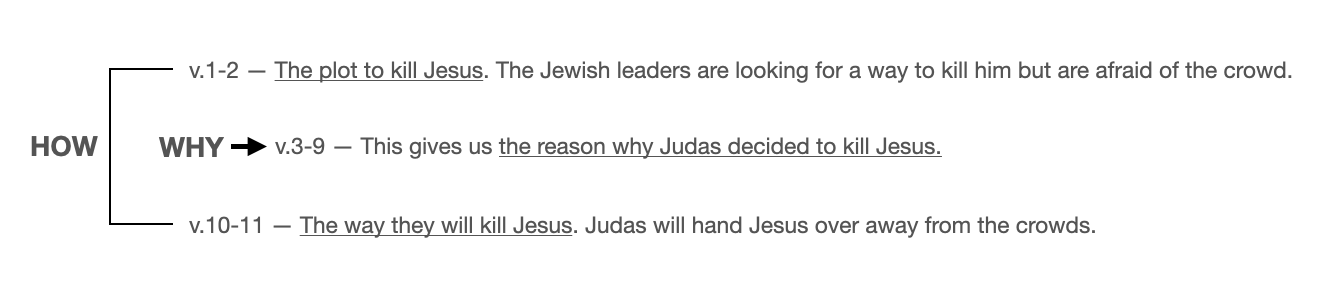 v.1-2 — The plot to kill Jesus. The Jewish leaders are looking for a way to kill him but are afraid of the crowd.
HOW
WHY v.3-9 — This gives us the reason why Judas decided to kill Jesus.
v.10-11 — The way they will kill Jesus. Judas will hand Jesus over away from the crowds.